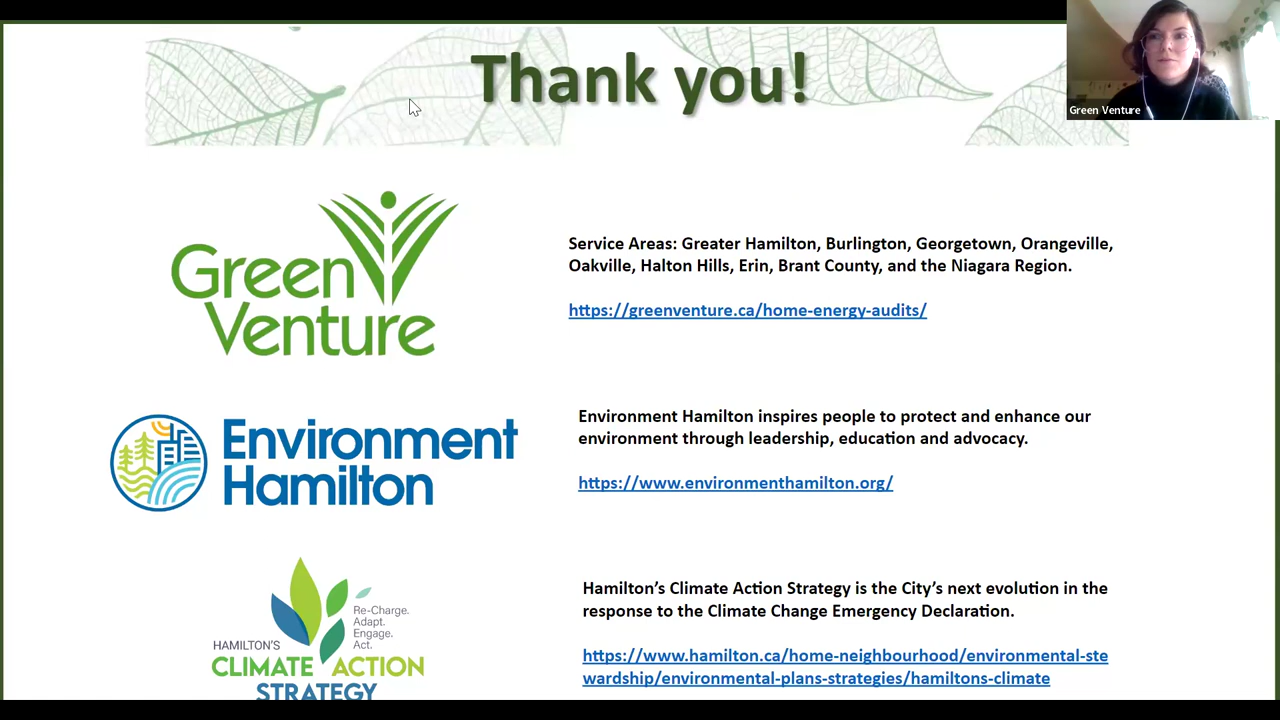 Thank you!
Green Venture
Green
Venture
Service Areas: Greater Hamilton, Burlington, Georgetown, Orangeville,
Oakville, Halton Hills, Erin, Brant County, and the Niagara Region.
https://greenventure.ca/home-energy-audits/
Environment
Hamilton
Environment Hamilton inspires people to protect and enhance our
environment through leadership, education and advocacy.
https://www.environmenthamilton.org/
Re-Charge.
Adapt.
Engage.
Act.
HAMILTON'S
CLIMATE ACTION
STRATEGY
Hamilton’s Climate Action Strategy is the City’s next evolution in the
response to the Climate Change Emergency Declaration.
https://www.hamilton.ca/home-neighbourhood/environmental-ste
wardship/environmental-plans-strategies/hamiltons-climate